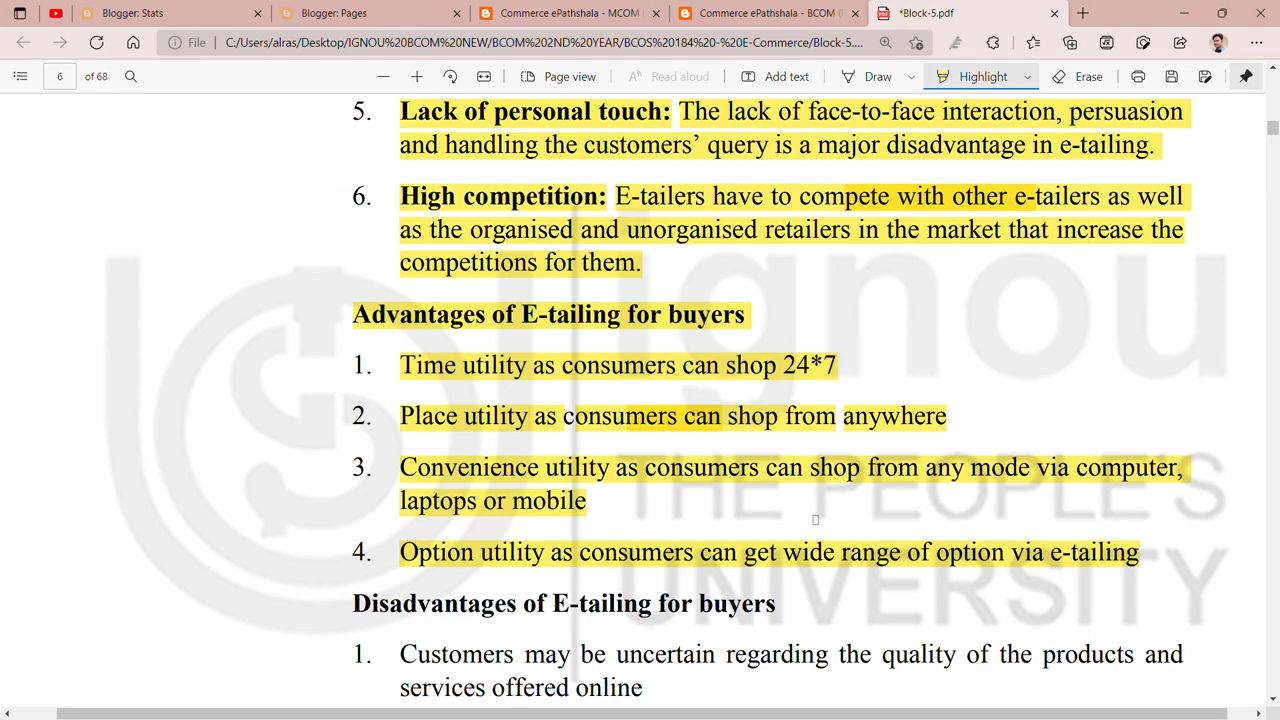 Blogger: Stats
Blogger: Pages
Commerce ePathshala - MCOM
Commerce ePathshala - BCOM
*Block-5.pdf
File
C:/Users/alras/Desktop/IGNOU%20BCOM%20NEW/BCOM%202ND%20YEAR/BCOS%20184%20-%20E-Commerce/Block-5....
6 of 68
Page view
Read aloud
Add text
Draw
Highlight
Erase
5. Lack of personal touch: The lack of face-to-face interaction, persuasion
and handling the customers’ query is a major disadvantage in e-tailing.
6. High competition: E-tailers have to compete with other e-tailers as well
as the organised and unorganised retailers in the market that increase the
competitions for them.
Advantages of E-tailing for buyers
1. Time utility as consumers can shop 24*7
2. Place utility as consumers can shop from anywhere
3. Convenience utility as consumers can shop from any mode via computer,
laptops or mobile
4. Option utility as consumers can get wide range of option via e-tailing
Disadvantages of E-tailing for buyers
1. Customers may be uncertain regarding the quality of the products and
services offered online
ignou
THE PEOPLE'S
UNIVERSITY